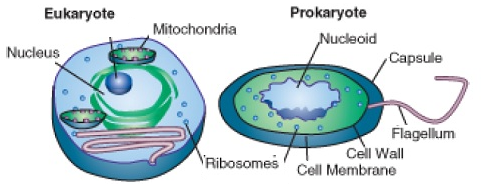 Eukaryote
Mitochondria
Nucleus
Ribosomes
Prokaryote
Nucleoid
Capsule
Flagellum
Cell Wall
Cell Membrane